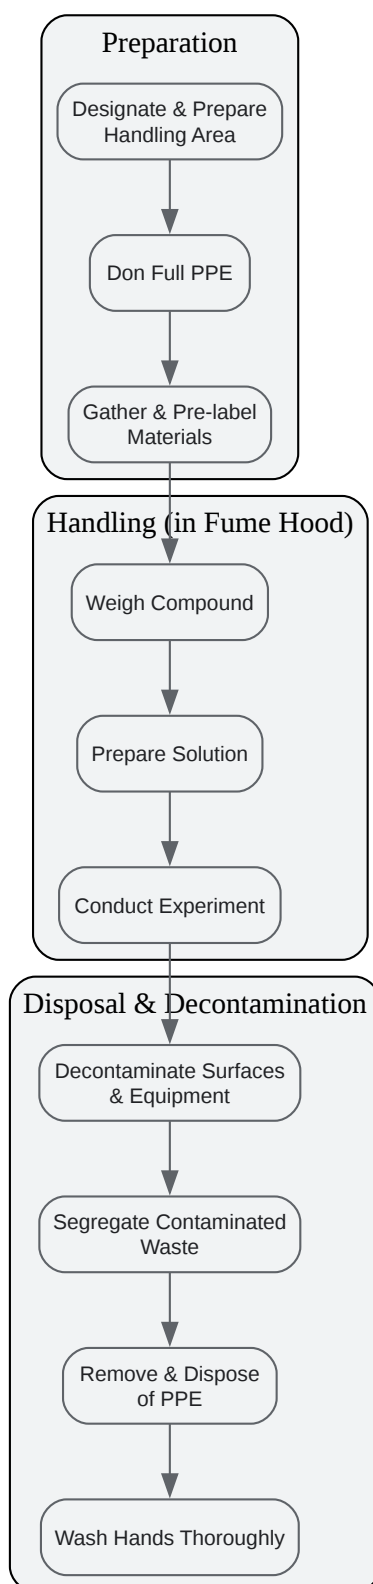 Preparation
Designate & Prepare
Handling Area
Don Full PPE
Gather & Pre-label
Materials
Handling (in Fume Hood)
Weigh Compound
Prepare Solution
Conduct Experiment
Disposal & Decontamination
Decontaminate Surfaces
& Equipment
Segregate Contaminated
Waste
Remove & Dispose
of PPE
Wash Hands Thoroughly